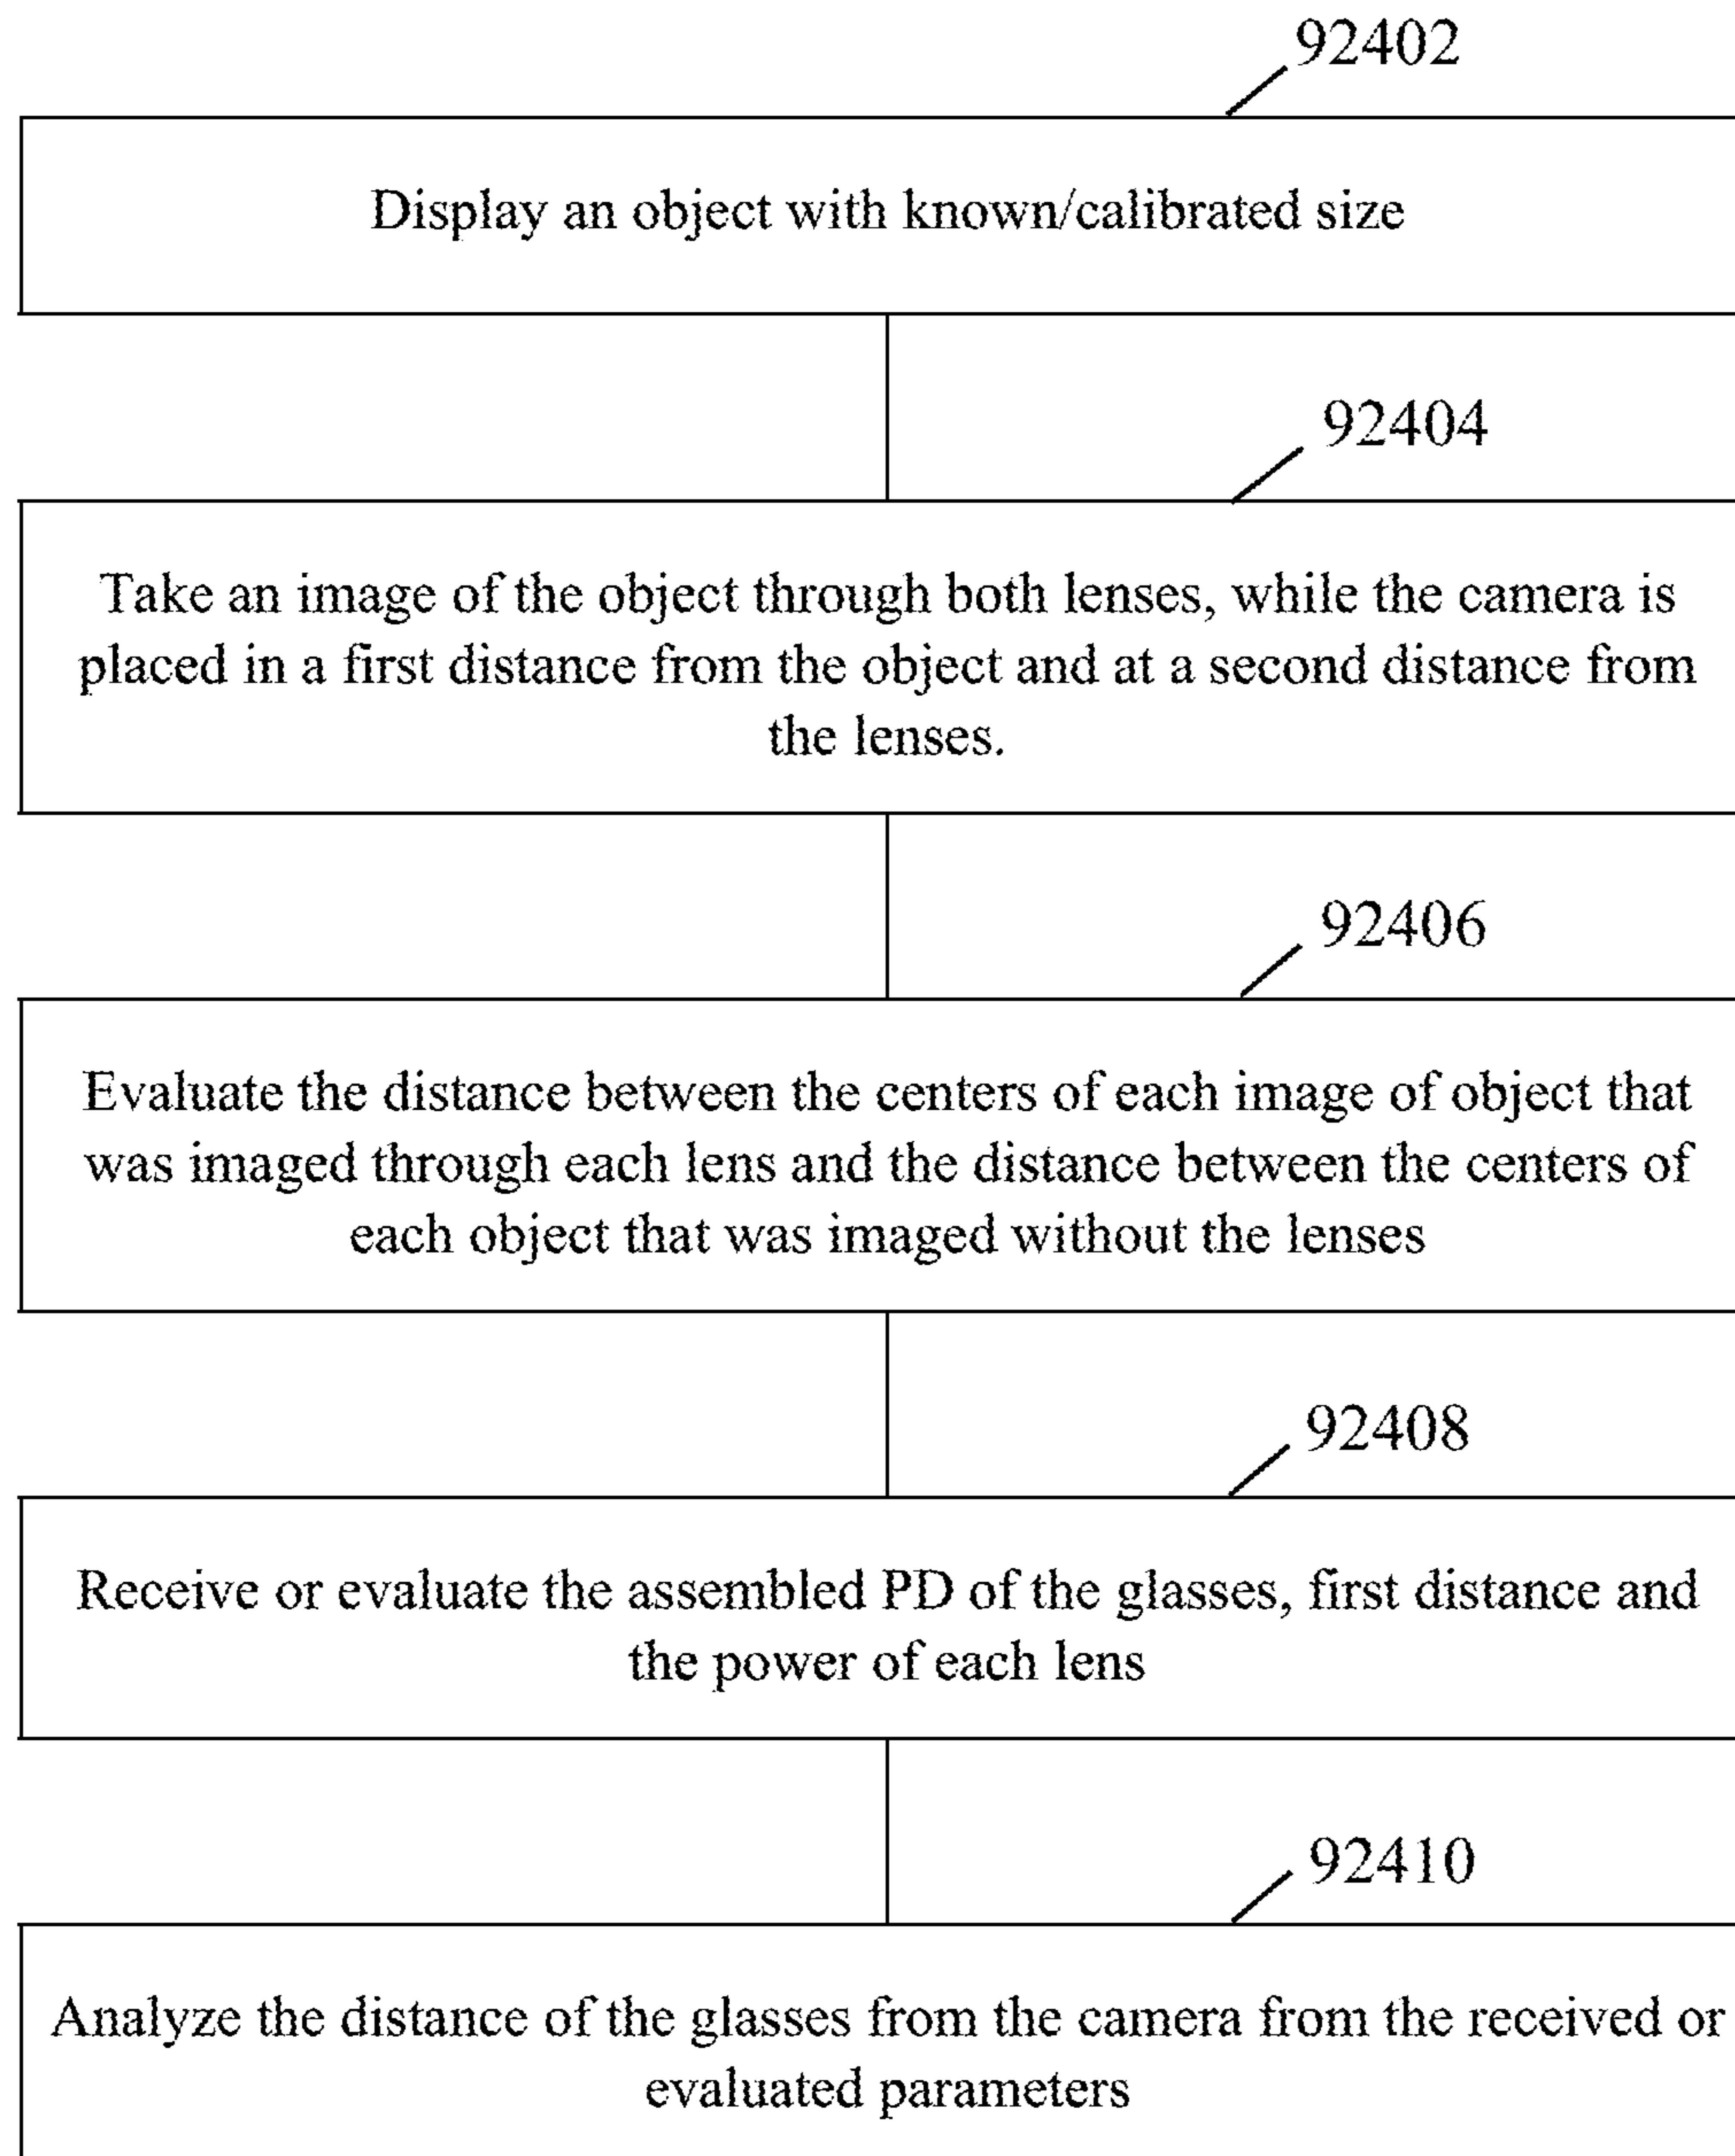 92402
Display an object with known/calibrated size
92404
Take an image of the object through both lenses, while the camera is
placed in a first distance from the object and at a second distance from
the lenses.
92406
Evaluate the distance between the centers of each image of object that
was imaged through each lens and the distance between the centers of
each object that was imaged without the lenses
92408
Receive or evaluate the assembled PD of the glasses, first distance and
the power of each lens
92410
Analyze the distance of the glasses from the camera from the received or
evaluated parameters